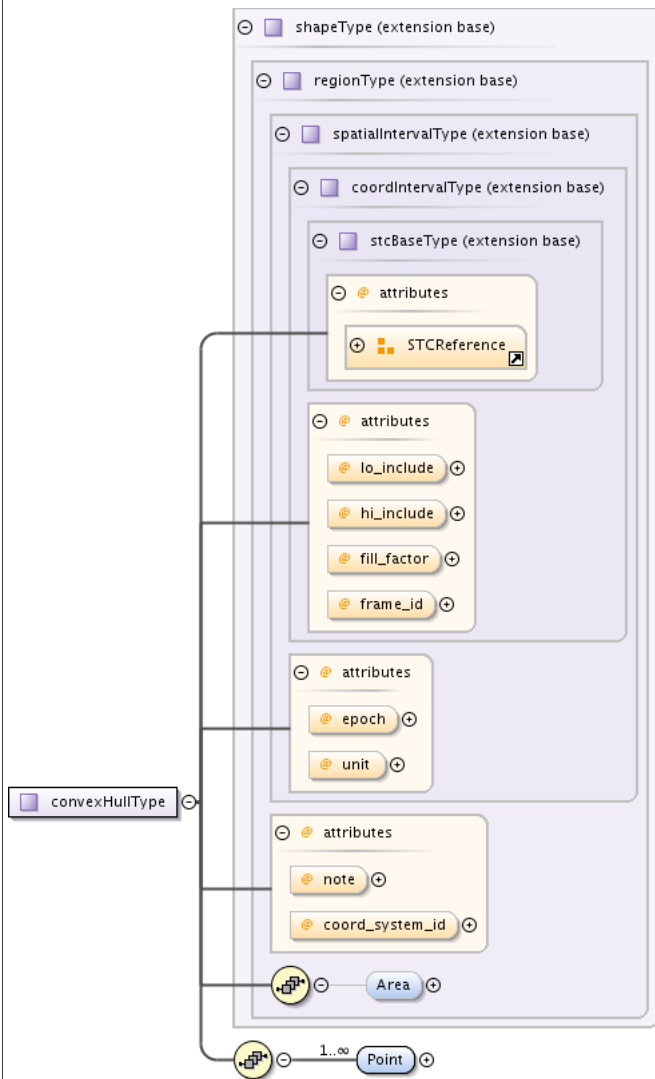 shapeType (extension base)
regionType (extension base)
spatialIntervalType (extension base)
coordIntervalType (extension base)
stcBaseType (extension base)
@ attributes
STCReference
@ attributes
@ lo_include
@ hi_include
@ fill_factor
@ frame_id
@ attributes
@ epoch
@ unit
convexHullType
@ attributes
@ note
@ coord_system_id
Area
1..∞
Point